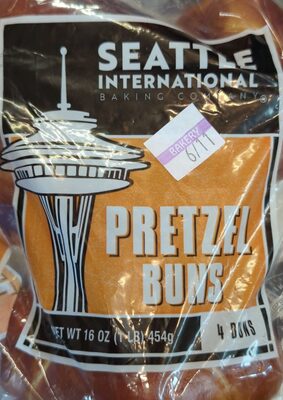 SEATTLE
INTERNATIONAL
BAKING COMPANY
BAKERY
6/11
PRETZEL
BUNS
NET WT 16 OZ (1 LB) 454g
4 BUNS